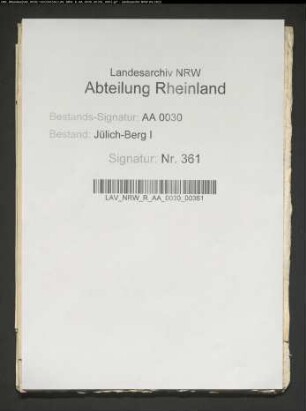 Landesarchiv NRW
Abteilung Rheinland
Bestands-Signatur: AA 0030
Bestand: Jülich-Berg I
Signatur: Nr. 361
LAV_NRW_R_AA_0030_00361